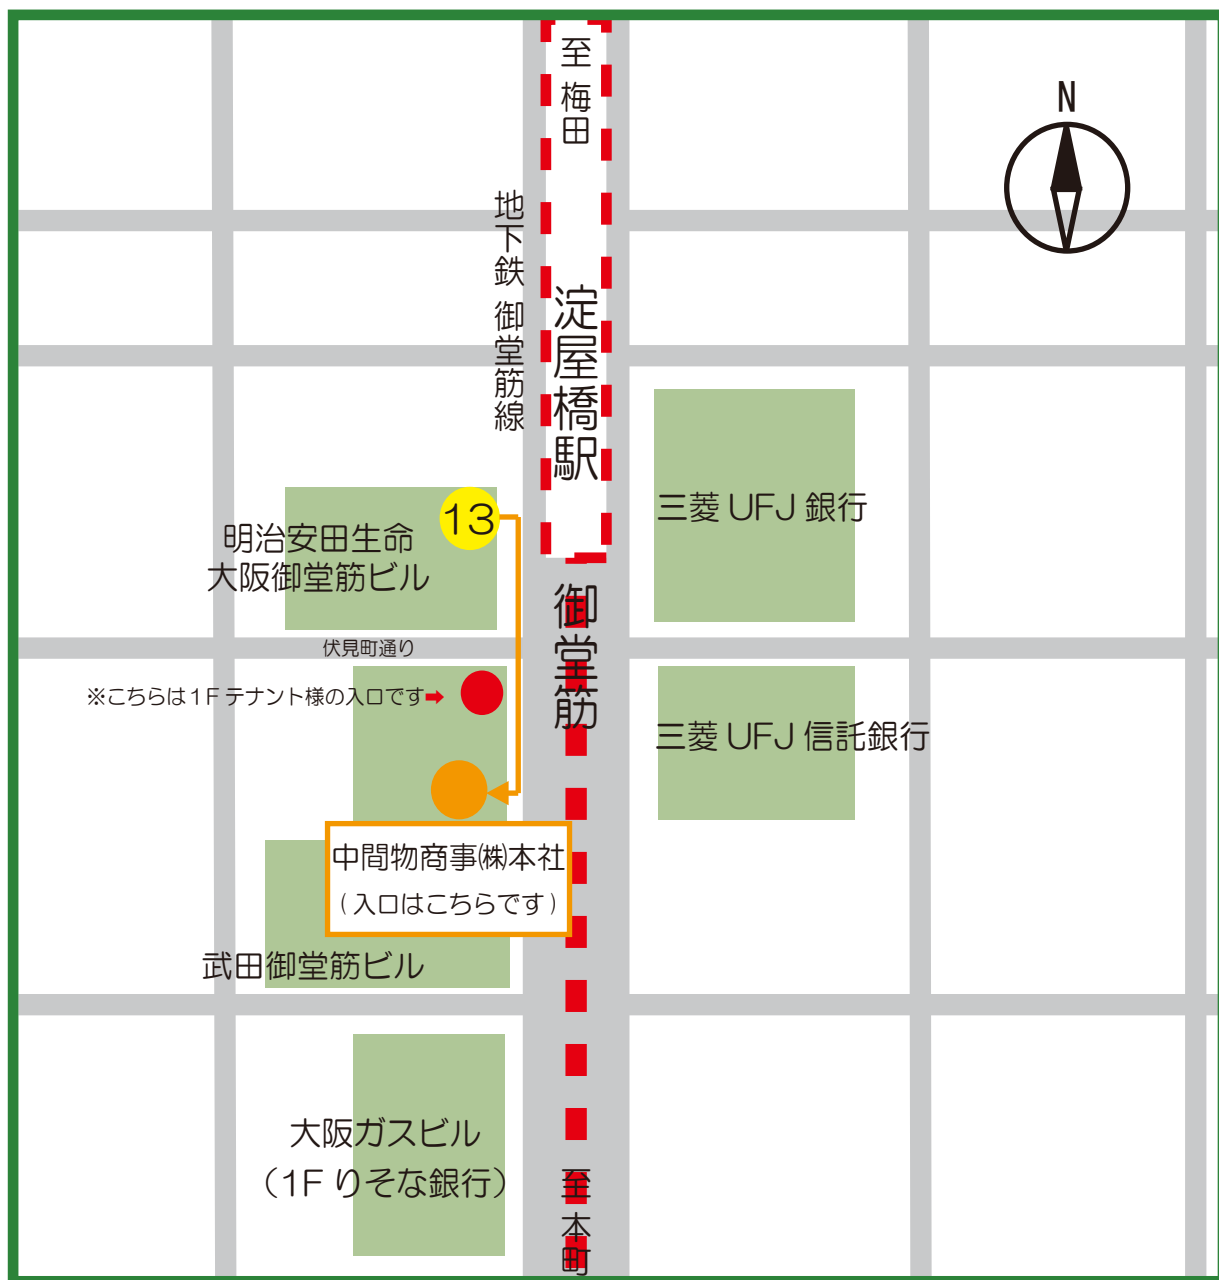 至 梅田
N
地下鉄 御堂筋線
淀屋橋駅
三菱 UFJ 銀行
13
明治安田生命
大阪御堂筋ビル
御堂筋
伏見町通り
※こちらは1F テナント様の入口です➡
三菱 UFJ 信託銀行
中間物商事㈱本社
(入口はこちらです)
武田御堂筋ビル
大阪ガスビル
(1F りそな銀行)
至 本町